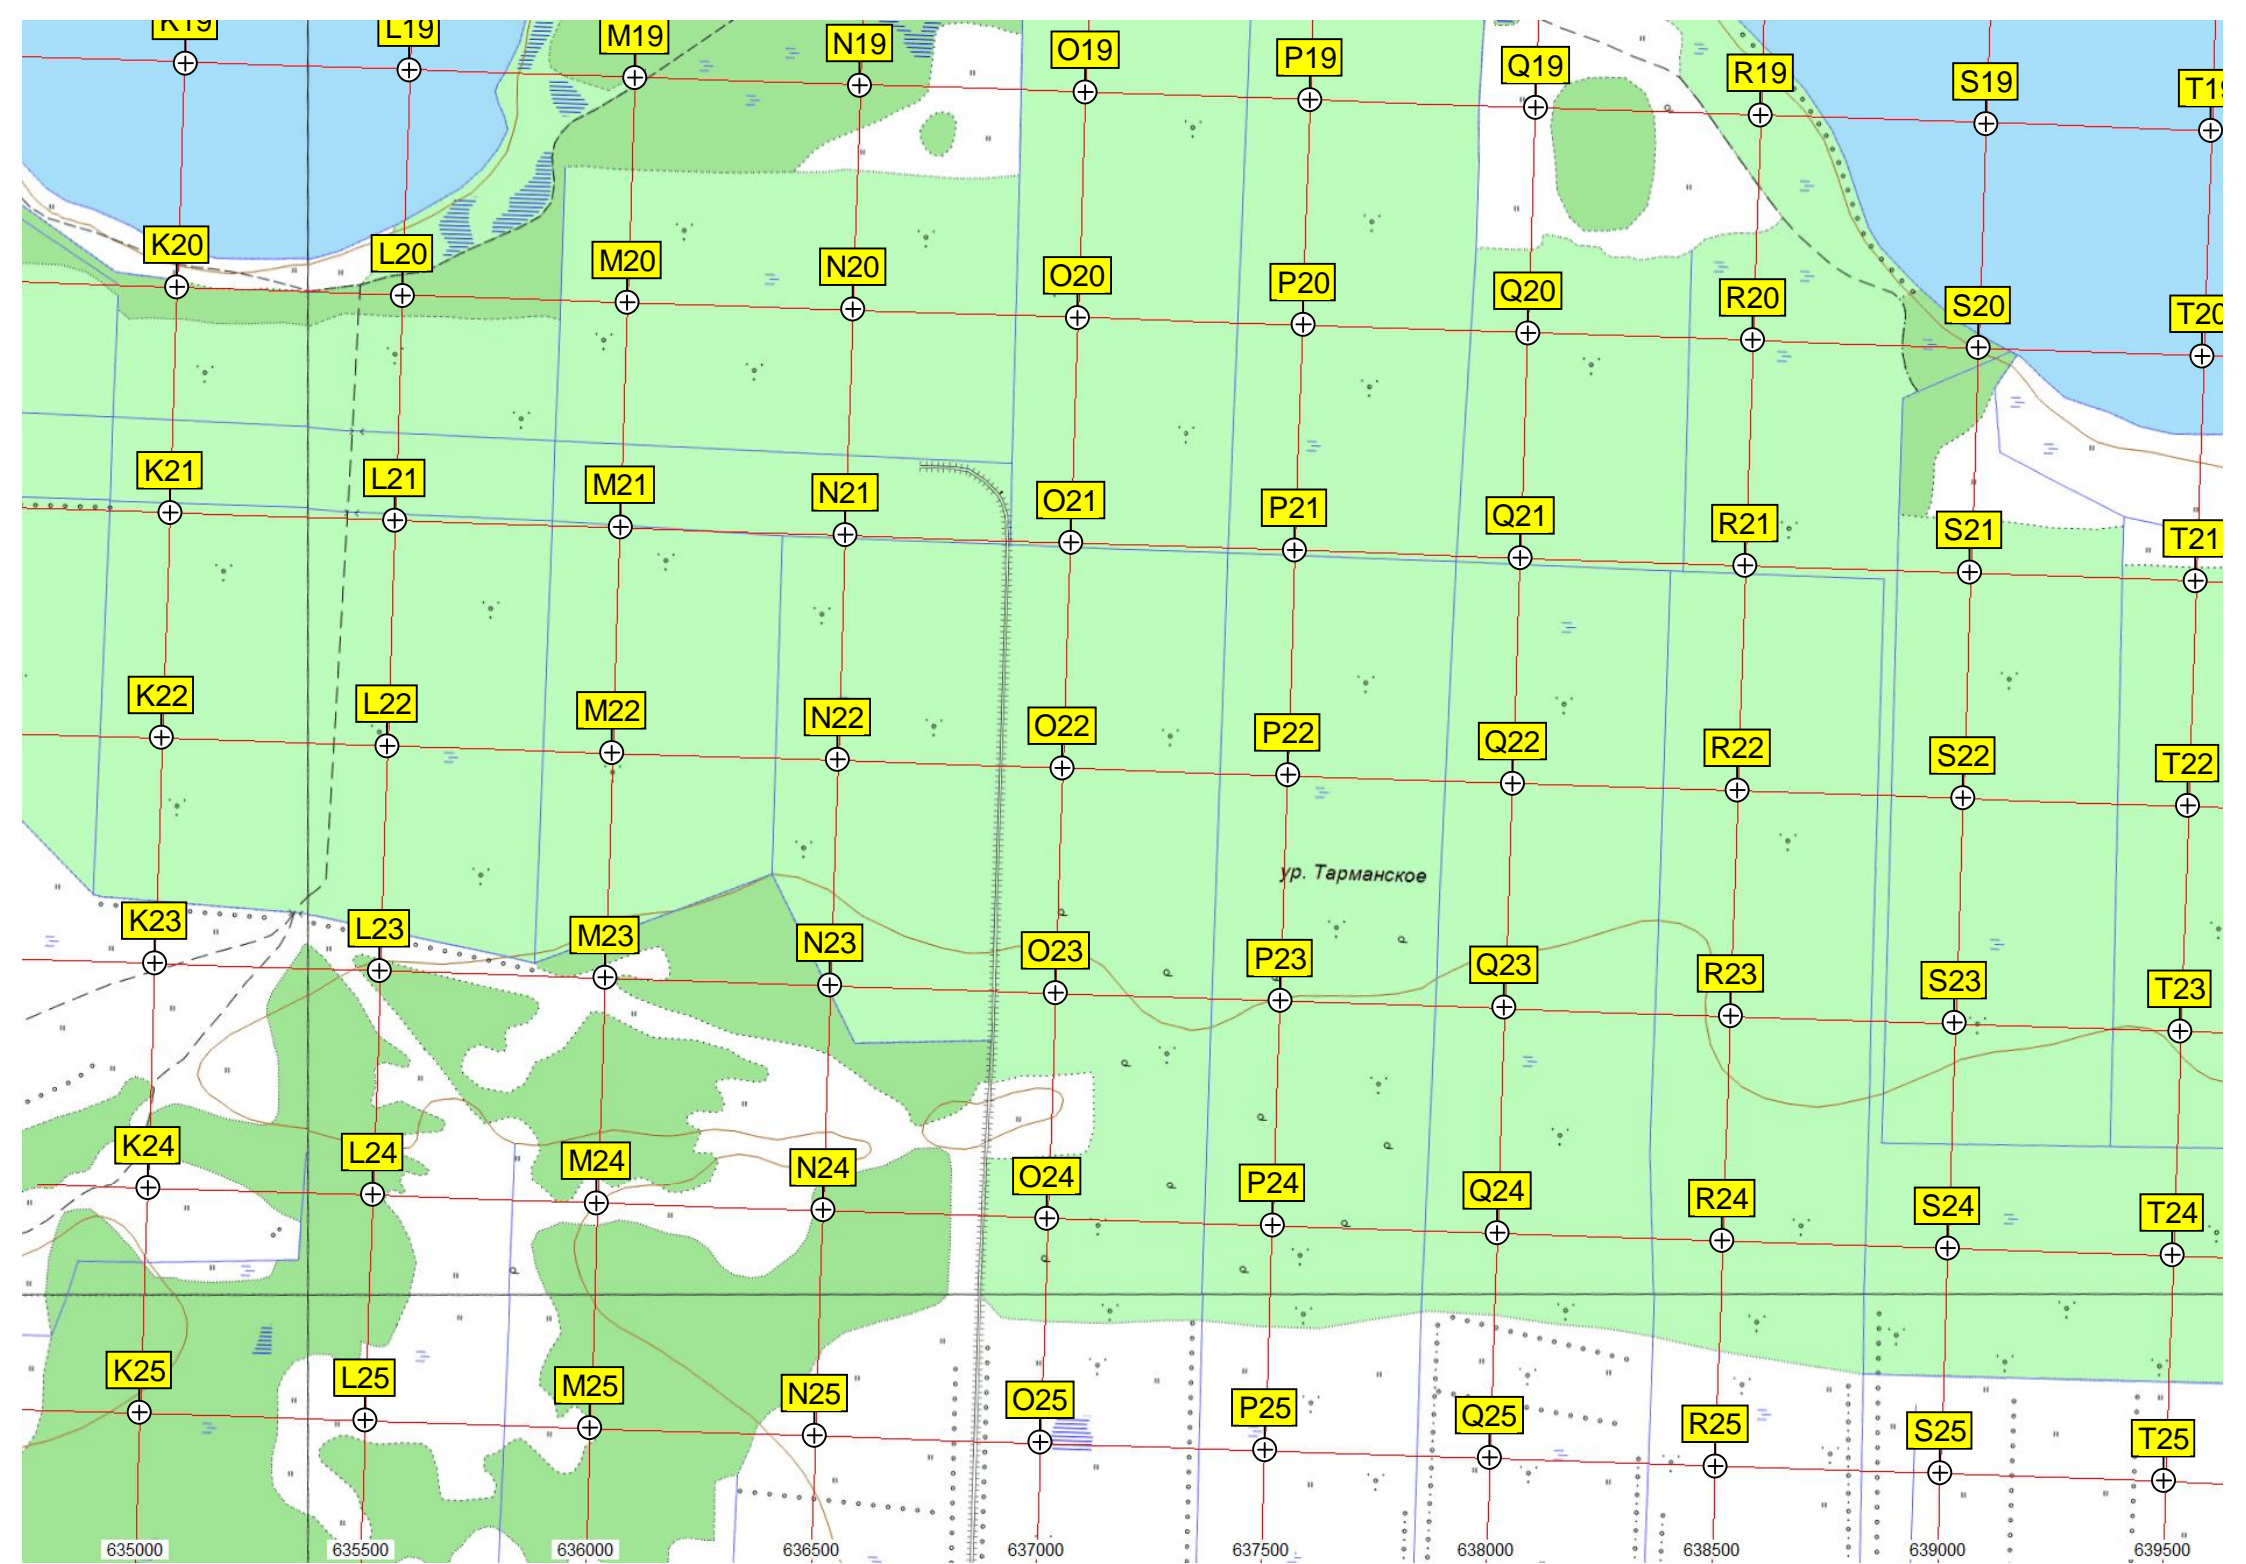 K19 L19 M19 N19 O19 P19 Q19 R19 S19 T19
K20 L20 M20 N20 O20 P20 Q20 R20 S20 T20
K21 L21 M21 N21 O21 P21 Q21 R21 S21 T21
K22 L22 M22 N22 O22 P22 Q22 R22 S22 T22
ур. Тарманское
K23 L23 M23 N23 O23 P23 Q23 R23 S23 T23
K24 L24 M24 N24 O24 P24 Q24 R24 S24 T24
K25 L25 M25 N25 O25 P25 Q25 R25 S25 T25
635000 635500 636000 636500 637000 637500 638000 638500 639000 639500